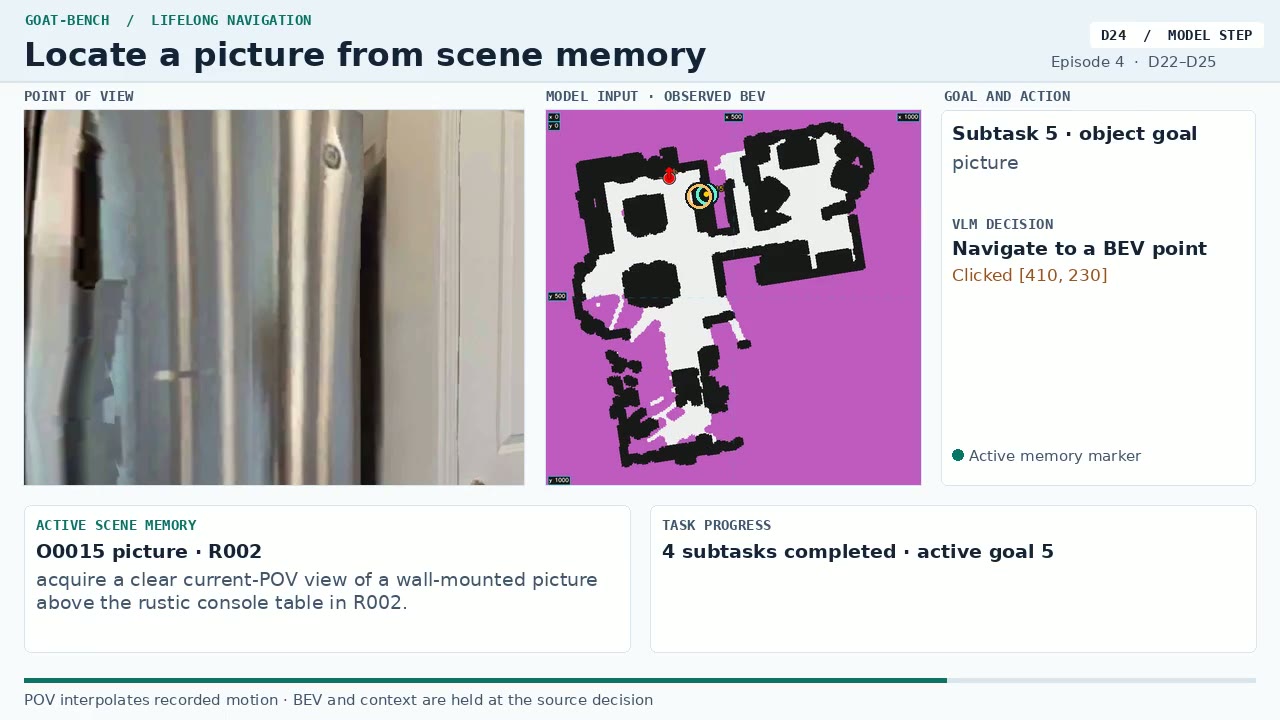 GOAT-BENCH / LIFELONG NAVIGATION
Locate a picture from scene memory
D24 / MODEL STEP
Episode 4 · D22–D25
POINT OF VIEW
MODEL INPUT · OBSERVED BEV
GOAL AND ACTION
x 0
y 0
x 500
x 1000
y 500
y 1000
Subtask 5 · object goal
picture
VLM DECISION
Navigate to a BEV point
Clicked [410, 230]
Active memory marker
ACTIVE SCENE MEMORY
O0015 picture · R002
acquire a clear current-POV view of a wall-mounted picture
above the rustic console table in R002.
TASK PROGRESS
4 subtasks completed · active goal 5
POV interpolates recorded motion · BEV and context are held at the source decision